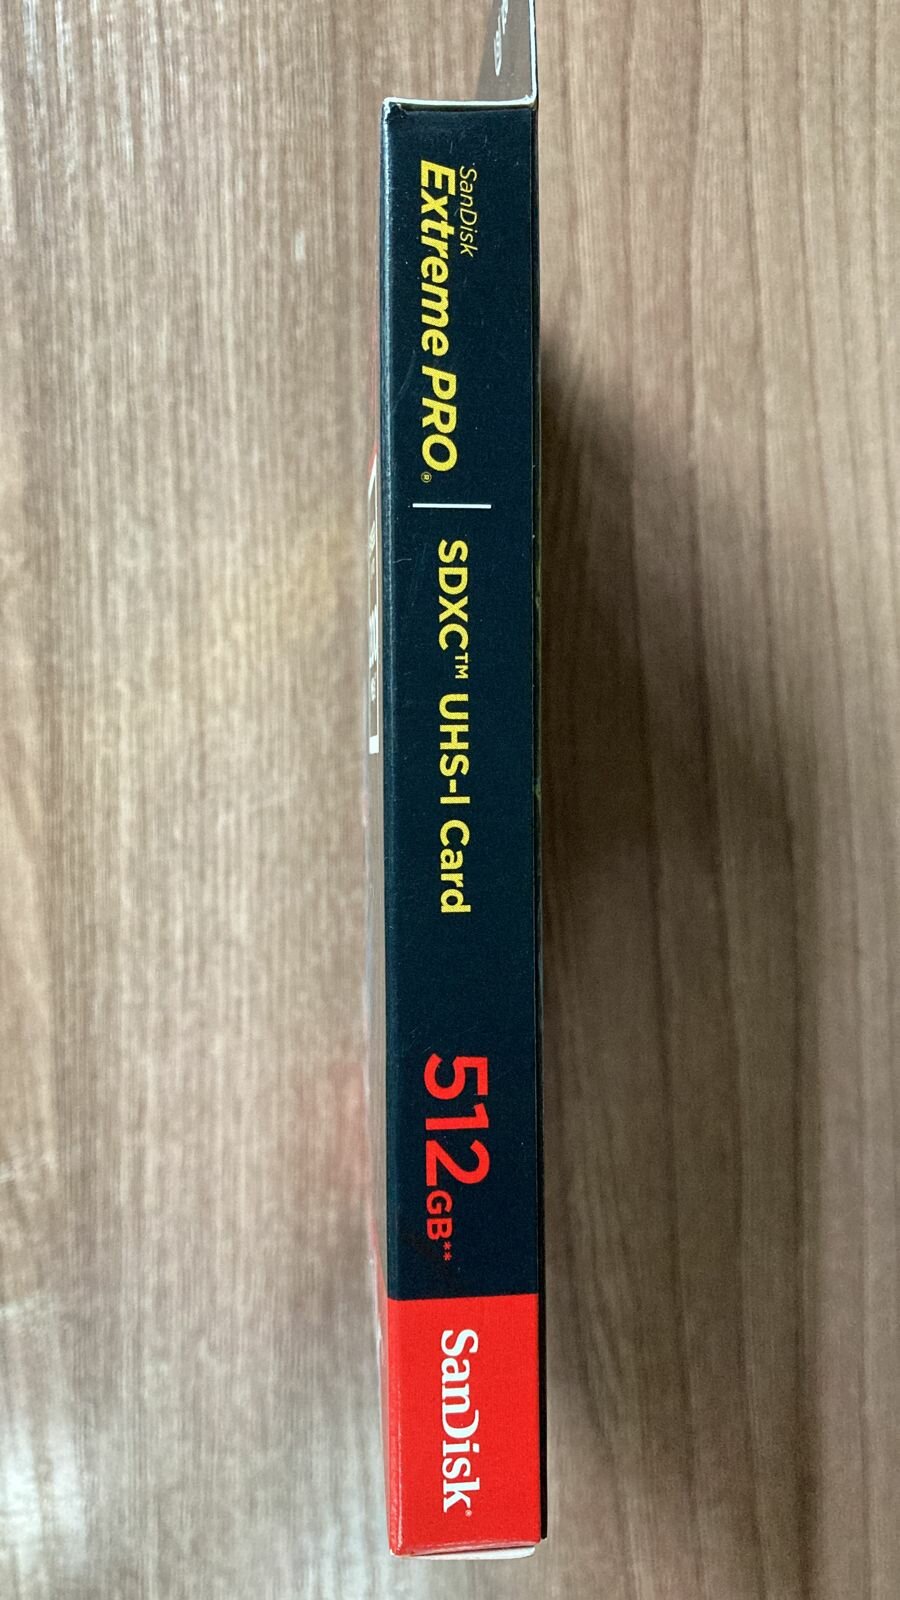 SanDisk
Extreme PRO®
SDXC™ UHS-I Card
512GB**
SanDisk®